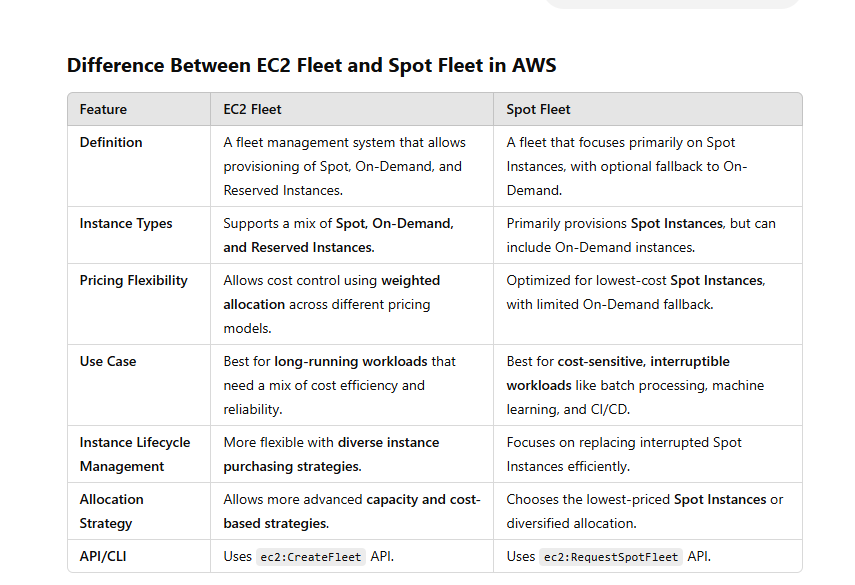 Difference Between EC2 Fleet and Spot Fleet in AWS
Feature EC2 Fleet Spot Fleet
Definition
A fleet management system that allows
provisioning of Spot, On-Demand, and
Reserved Instances.
A fleet that focuses primarily on Spot
Instances, with optional fallback to On-
Demand.
Instance Types
Supports a mix of Spot, On-Demand,
and Reserved Instances.
Primarily provisions Spot Instances, but can
include On-Demand instances.
Pricing Flexibility
Allows cost control using weighted
allocation across different pricing
models.
Optimized for lowest-cost Spot Instances,
with limited On-Demand fallback.
Use Case
Best for long-running workloads that
need a mix of cost efficiency and
reliability.
Best for cost-sensitive, interruptible
workloads like batch processing, machine
learning, and CI/CD.
Instance Lifecycle
Management
More flexible with diverse instance
purchasing strategies.
Focuses on replacing interrupted Spot
Instances efficiently.
Allocation
Strategy
Allows more advanced capacity and cost-
based strategies.
Chooses the lowest-priced Spot Instances or
diversified allocation.
API/CLI
Uses ec2:CreateFleet API.
Uses ec2:RequestSpotFleet API.